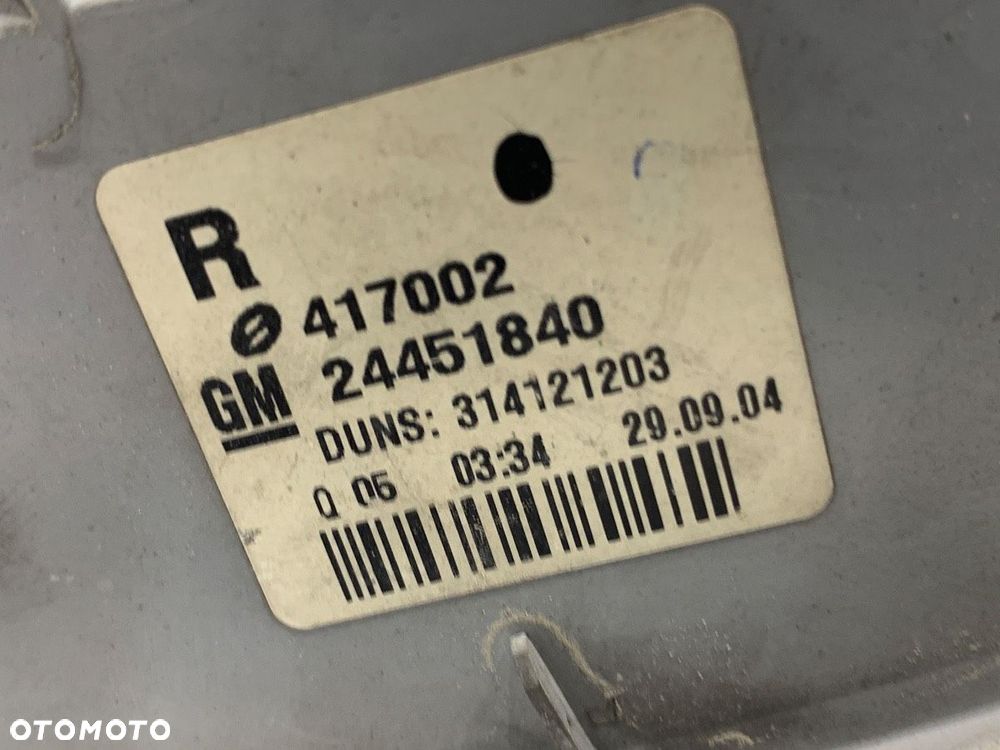 R
417002
GM 24451840
DUNS: 314121203
Q 05 03:34 29.09.04
OTOMOTO